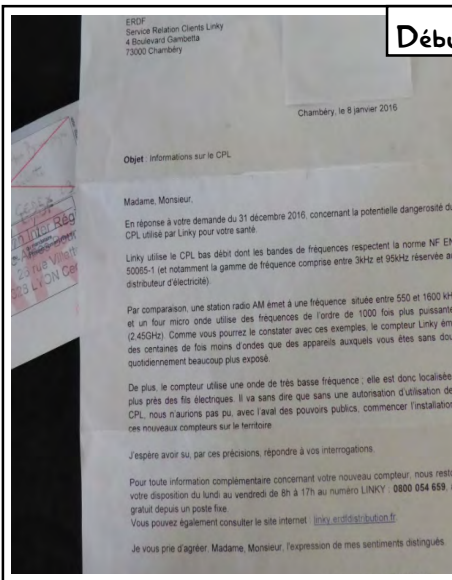 Débu
ERDF
Service Relation Clients Linky
4 Boulevard Gambetta
73000 Chambéry
Chambéry, le 8 janvier 2016
Objet : Informations sur le CPL
Madame, Monsieur,
En réponse à votre demande du 31 décembre 2016, concernant la potentielle dangerosité du
CPL utilisé par Linky pour votre santé.
Linky utilise le CPL bas débit dont les bandes de fréquences respectent la norme NF EN
50065-1 (et notamment la gamme de fréquence comprise entre 3kHz et 95kHz réservée au
distributeur d'électricité).
Par comparaison, une station radio AM émet à une fréquence située entre 550 et 1600 kH
et un four micro onde utilise des fréquences de l'ordre de 1000 fois plus puissante
(2.45GHz). Comme vous pourrez le constater avec ces exemples, le compteur Linky ém
des centaines de fois moins d'ondes que des appareils auxquels vous êtes sans dou
quotidiennement beaucoup plus exposé.
De plus, le compteur utilise une onde de très basse fréquence ; elle est donc localisée
plus près des fils électriques. Il va sans dire que sans une autorisation d'utilisation de
CPL, nous n'aurions pas pu, avec l'aval des pouvoirs publics, commencer l'installation
ces nouveaux compteurs sur le territoire.
J'espère avoir su, par ces précisions, répondre à vos interrogations.
Pour toute information complémentaire concernant votre nouveau compteur, nous resto
votre disposition du lundi au vendredi de 8h à 17h au numéro LINKY : 0800 054 659,
gratuit depuis un poste fixe.
Vous pouvez également consulter le site internet : linky.erdfdistribution.fr.
Je vous prie d'agréer, Madame, Monsieur, l'expression de mes sentiments distingués.
n Inter Rég
LYON Ce